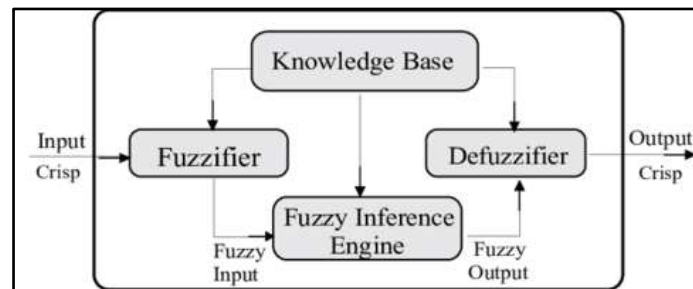 Knowledge Base
Input
Crisp
Fuzzifier
Defuzzifier
Output
Crisp
Fuzzy Inference
Engine
Fuzzy
Input
Fuzzy
Output